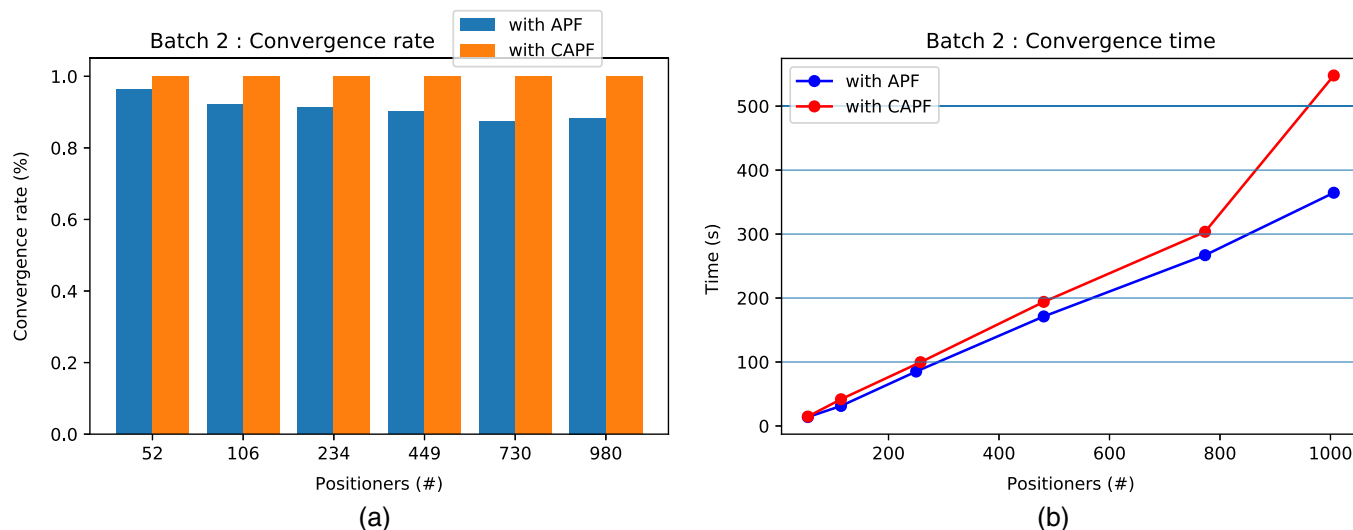 Batch 2 : Convergence rate
with APF
with CAPF
Convergence rate (%)
1.0
0.8
0.6
0.4
0.2
0.0
52 106 234 449 730 980
Positioners (#)
(a)
Batch 2 : Convergence time
with APF
with CAPF
Time (s)
500
400
300
200
100
0
200 400 600 800 1000
Positioners (#)
(b)